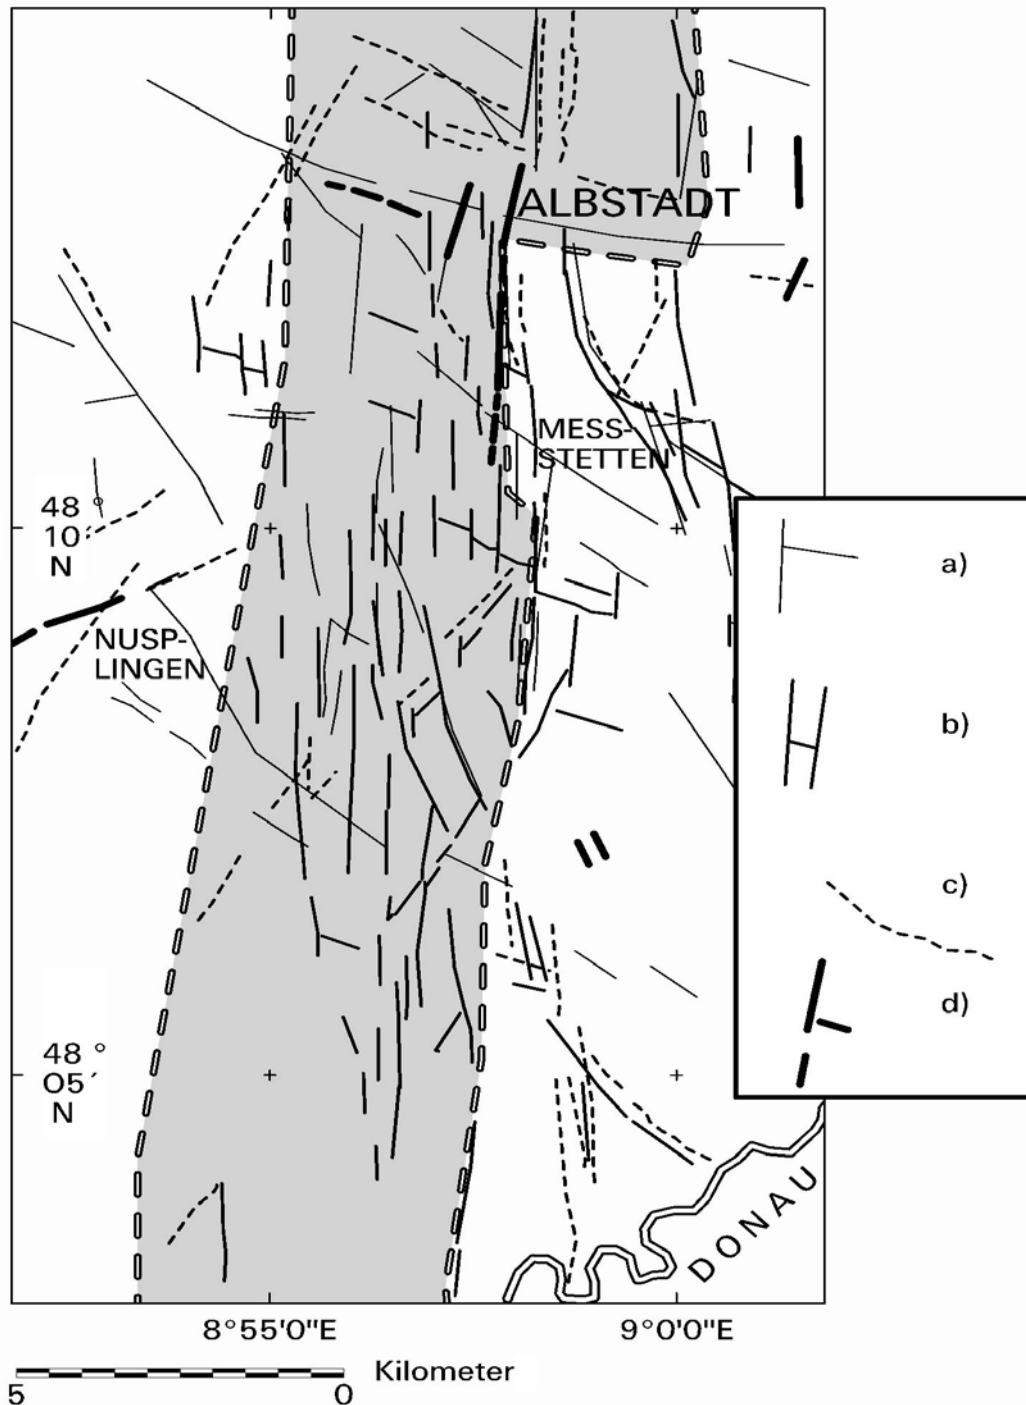 ALBSTADT
MESS-
STETTEN
48 °
10 ′
N
a)
NUSP-
LINGEN
b)
c)
d)
48 °
05 ′
N
DONAU
8°55'0"E
9°0'0"E
Kilometer
5 0